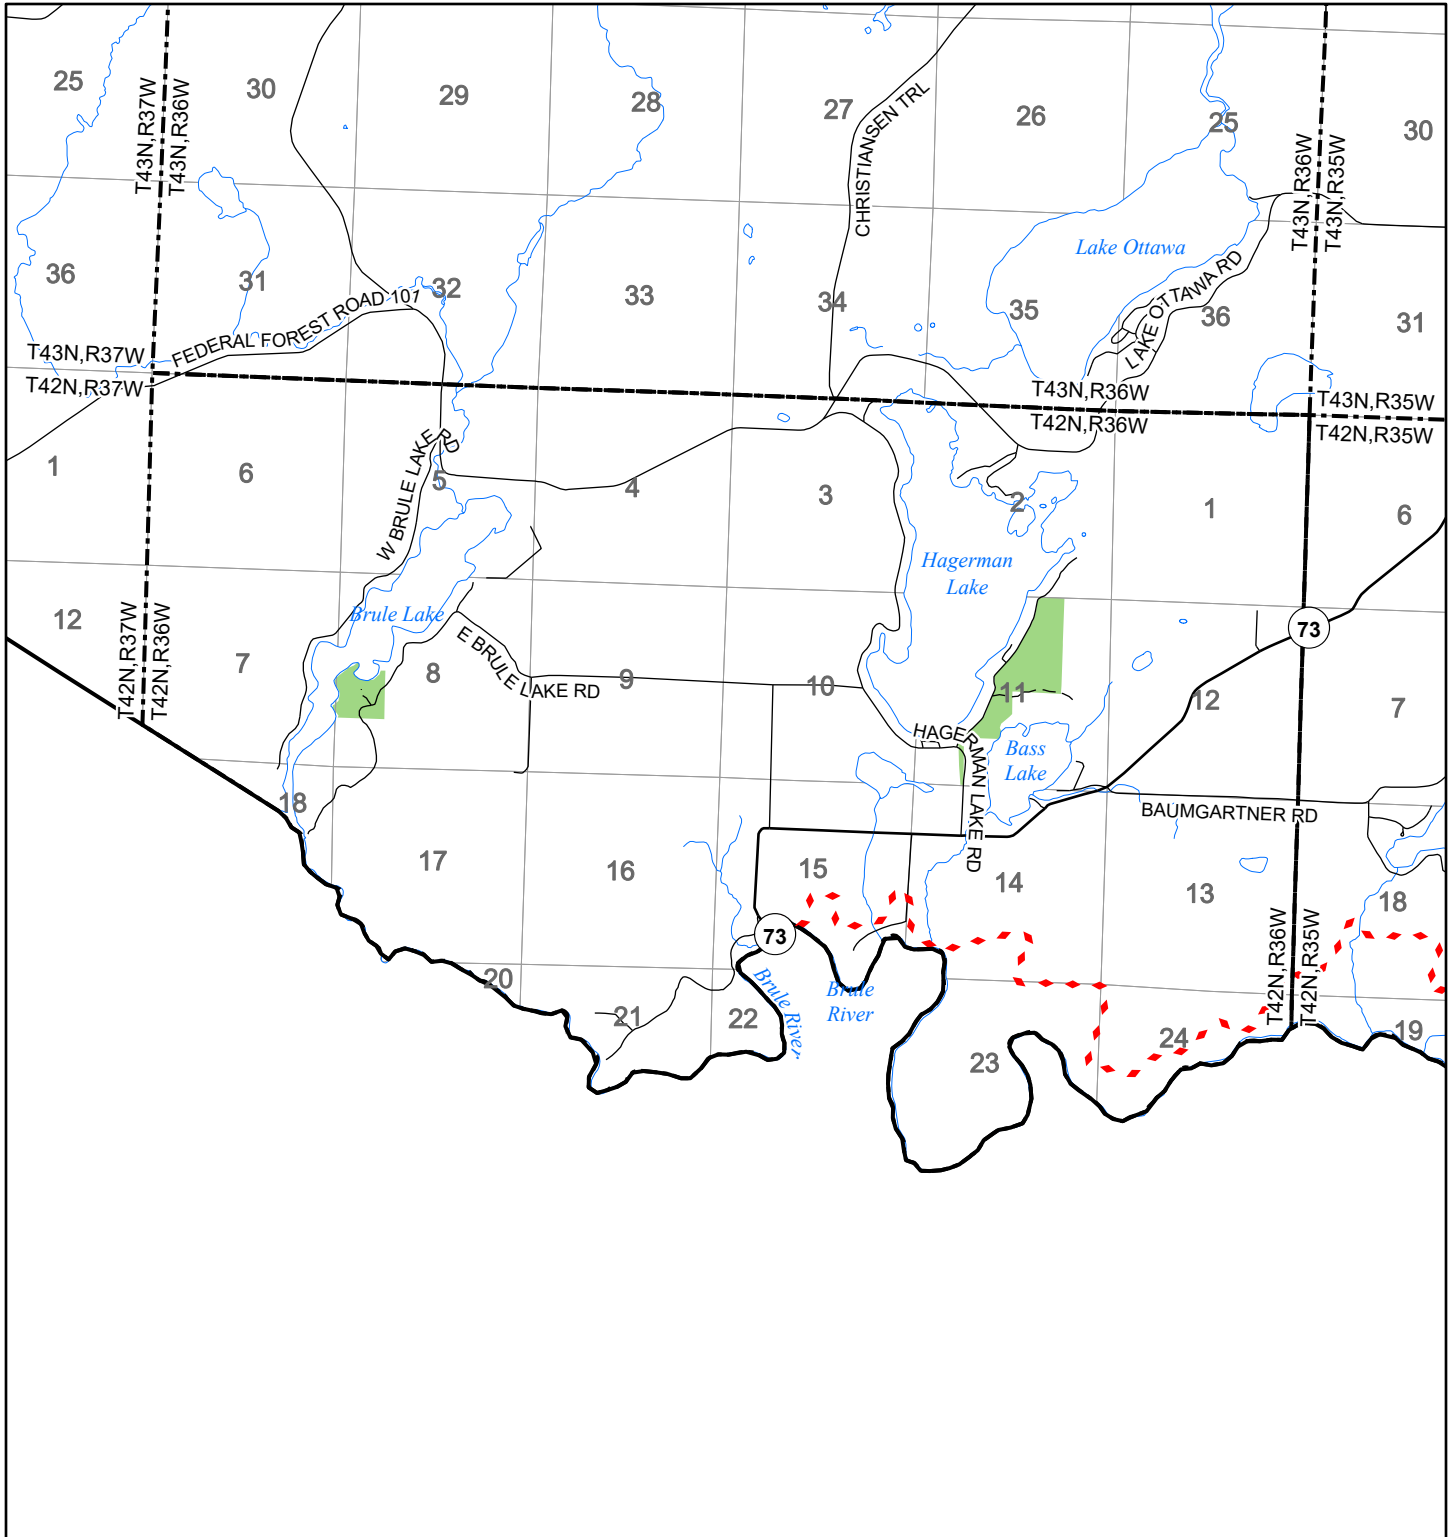 25
30
29
28
27
26
25
30
T43N,R37W
T43N,R36W
CHRISTIANSEN TRL
T43N,R36W
T43N,R35W
36
31
32
33
34
35
36
31
Lake Ottawa
LAKE OTTAWA RD
FEDERAL FOREST ROAD 101
T43N,R37W
T42N,R37W
T43N,R36W
T42N,R36W
T43N,R35W
T42N,R35W
1
6
5
4
3
2
1
6
W BRULE LAKE RD
Hagerman
Lake
Brule Lake
E BRULE LAKE RD
12
T42N,R37W
T42N,R36W
7
8
9
10
11
12
7
73
HAGERMAN LAKE RD
Bass
Lake
BAUMGARTNER RD
18
17
16
15
14
13
18
73
T42N,R36W
T42N,R35W
Brule River
Brule
River
20
21
22
23
24
19